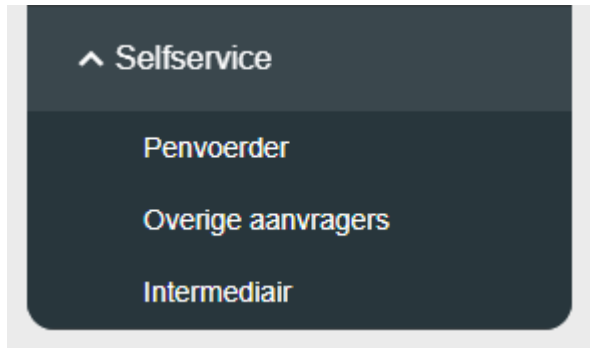 Selfservice
Penvoerder
Overige aanvragers
Intermediair